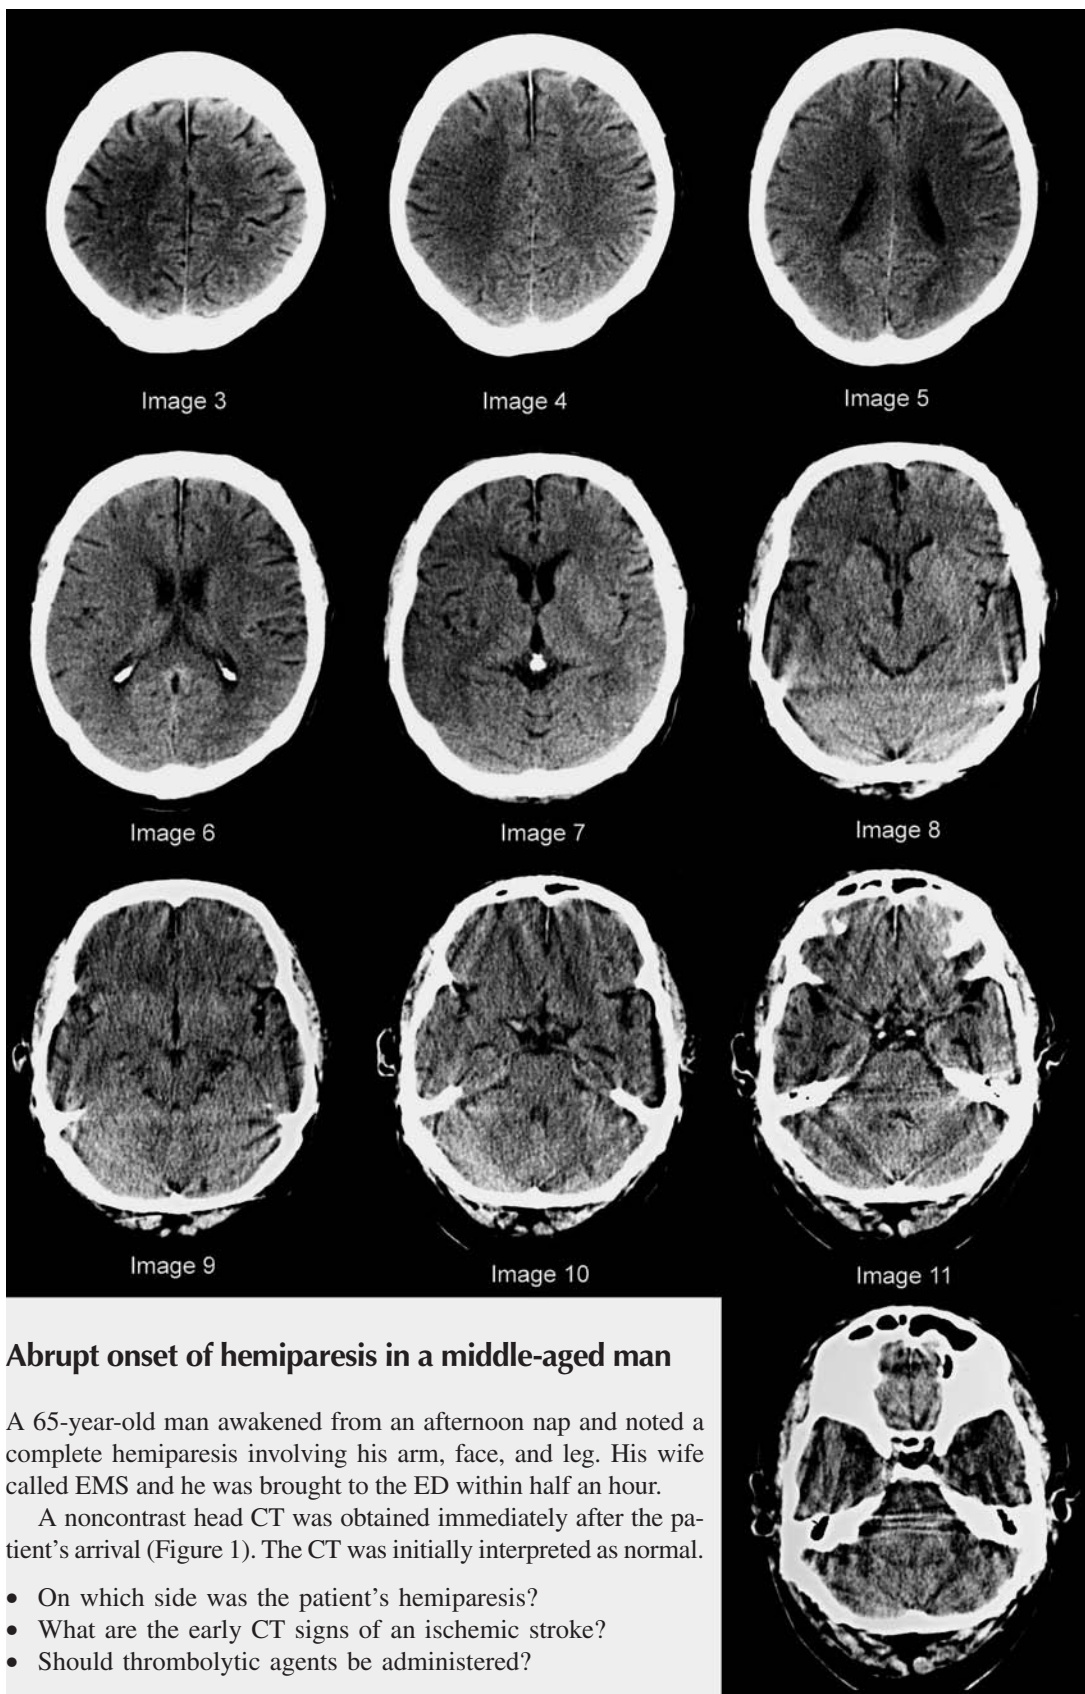 Image 3
Image 4
Image 5
Image 6
Image 7
Image 8
Image 9
Image 10
Image 11
Abrupt onset of hemiparesis in a middle-aged man
A 65-year-old man awakened from an afternoon nap and noted a
complete hemiparesis involving his arm, face, and leg. His wife
called EMS and he was brought to the ED within half an hour.
A noncontrast head CT was obtained immediately after the pa-
tient's arrival (Figure 1). The CT was initially interpreted as normal.
• On which side was the patient's hemiparesis?
• What are the early CT signs of an ischemic stroke?
• Should thrombolytic agents be administered?